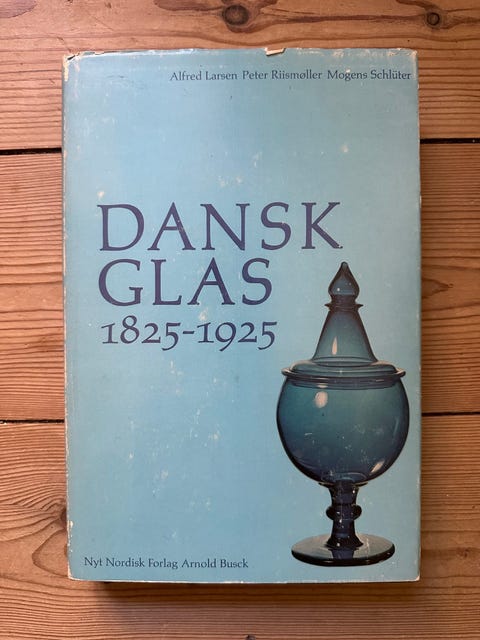 Alfred Larsen Peter Riismøller Mogens Schlüter
DANSK
GLAS
1825-1925
Nyt Nordisk Forlag Arnold Busck